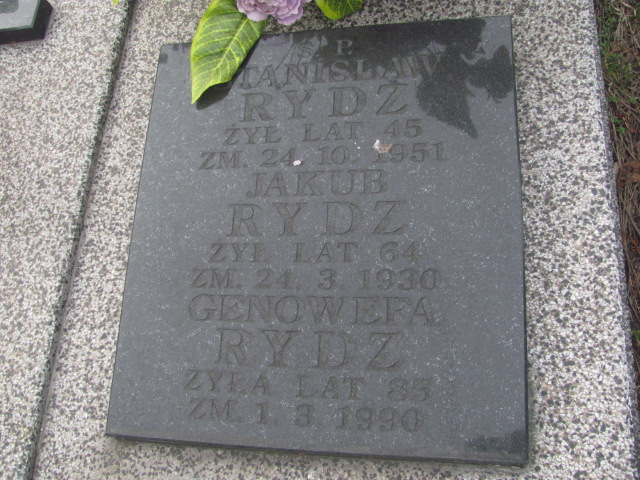 P.
STANISŁAW
RYDZ
ŻYŁ LAT 45
ZM. 24. 10. 1951
JAKUB
RYDZ
ŻYŁ LAT 64
ZM. 24. 3. 1930
GENOWEFA
RYDZ
ŻYŁA LAT 85
ZM. 1. 3. 1990